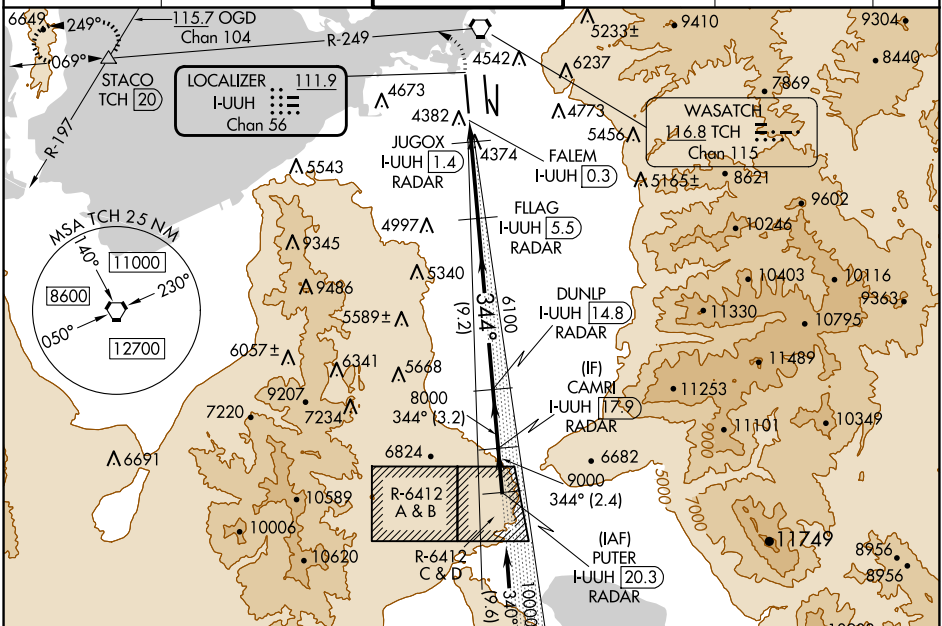 6649
249°
069°
115.7 OGD
Chan 104
R-249
STACO
TCH 20
R-197
LOCALIZER 111.9
I-UUH
Chan 56
4542
5233±
9410
9304
8440
6237
7869
4673
4382
4773
5456
WASATCH
116.8 TCH
Chan 115
JUGOX
I-UUH 1.4
RADAR
4374
FALEM
I-UUH 0.3
5543
5165±
8621
9602
4997
FLLAG
I-UUH 5.5
RADAR
10246
MSA TCH 25 NM
140°
11000
8600
230°
050°
12700
9345
9486
5340
5589±
(9.2)
344°
6100
DUNLP
I-UUH 14.8
RADAR
10403
10116
9363
11330
10795
6057±
6341
5668
11489
(IF)
CAMRI
I-UUH 17.9
RADAR
11253
9207
7220
7234
8000
344° (3.2)
11101
9000
10349
6691
6824
6682
9000
344° (2.4)
5000
7000
R-6412
A & B
10589
10006
10620
R-6412
C & D
(IAF)
PUTER
I-UUH 20.3
RADAR
11749
8956
8956
(9.6)
340°
10000